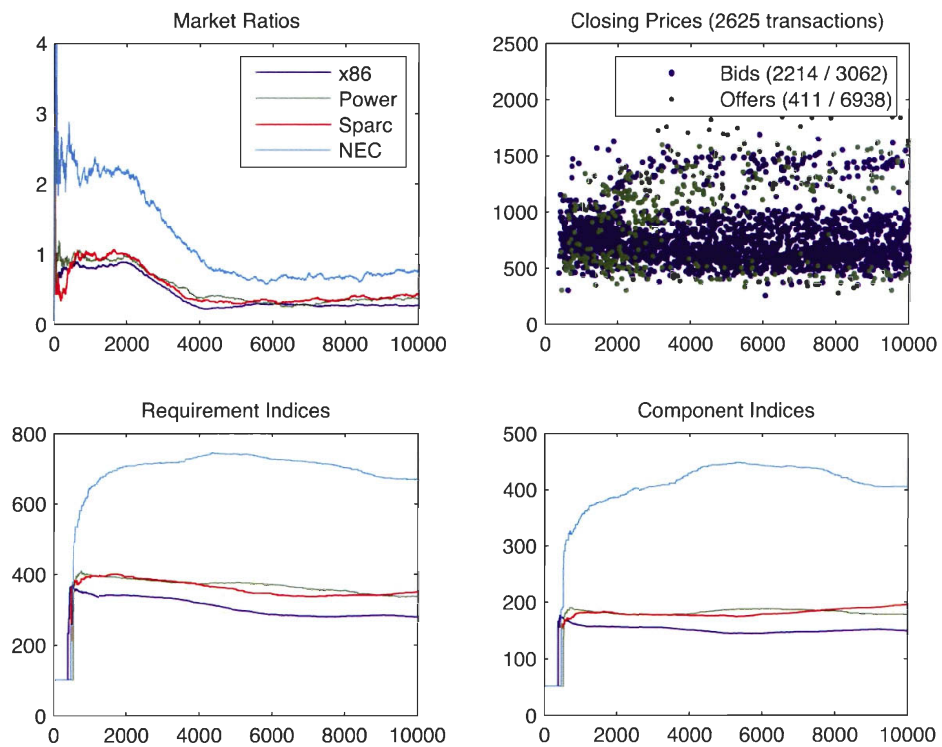 Market Ratios
4
3
2
1
0
0 2000 4000 6000 8000 10000
x86
Power
Sparc
NEC
Closing Prices (2625 transactions)
2500
2000
1500
1000
500
0
0 2000 4000 6000 8000 10000
Bids (2214 / 3062)
Offers (411 / 6938)
Requirement Indices
800
600
400
200
0
0 2000 4000 6000 8000 10000
Component Indices
500
400
300
200
100
0
0 2000 4000 6000 8000 10000